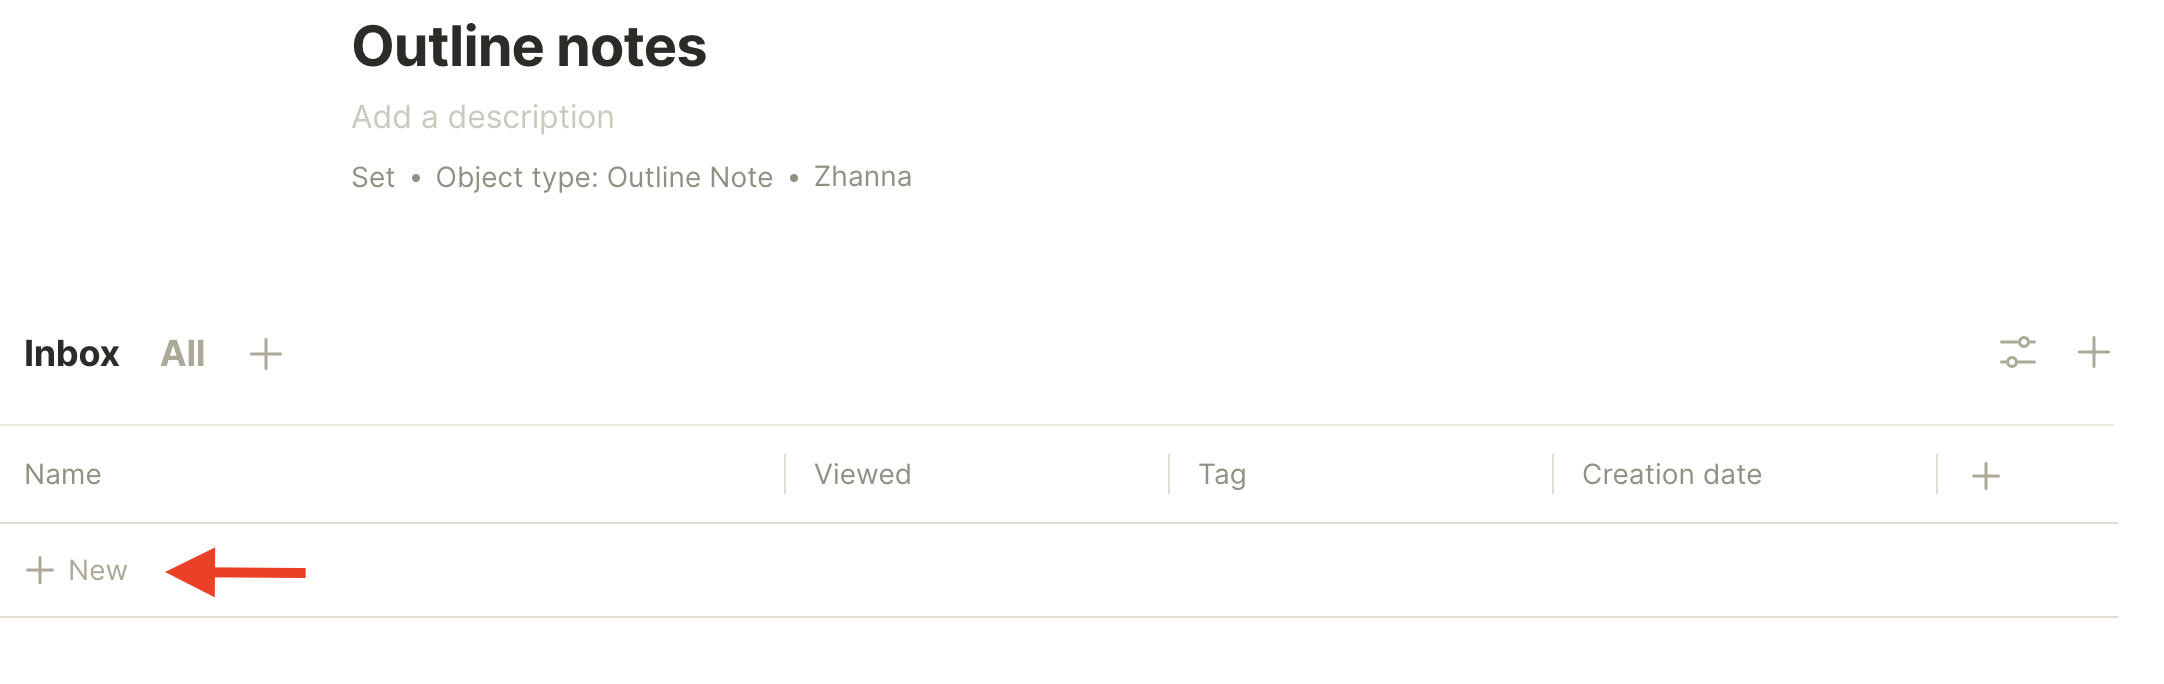 Outline notes
Add a description
Set • Object type: Outline Note • Zhanna
Inbox All
Name Viewed Tag Creation date
New